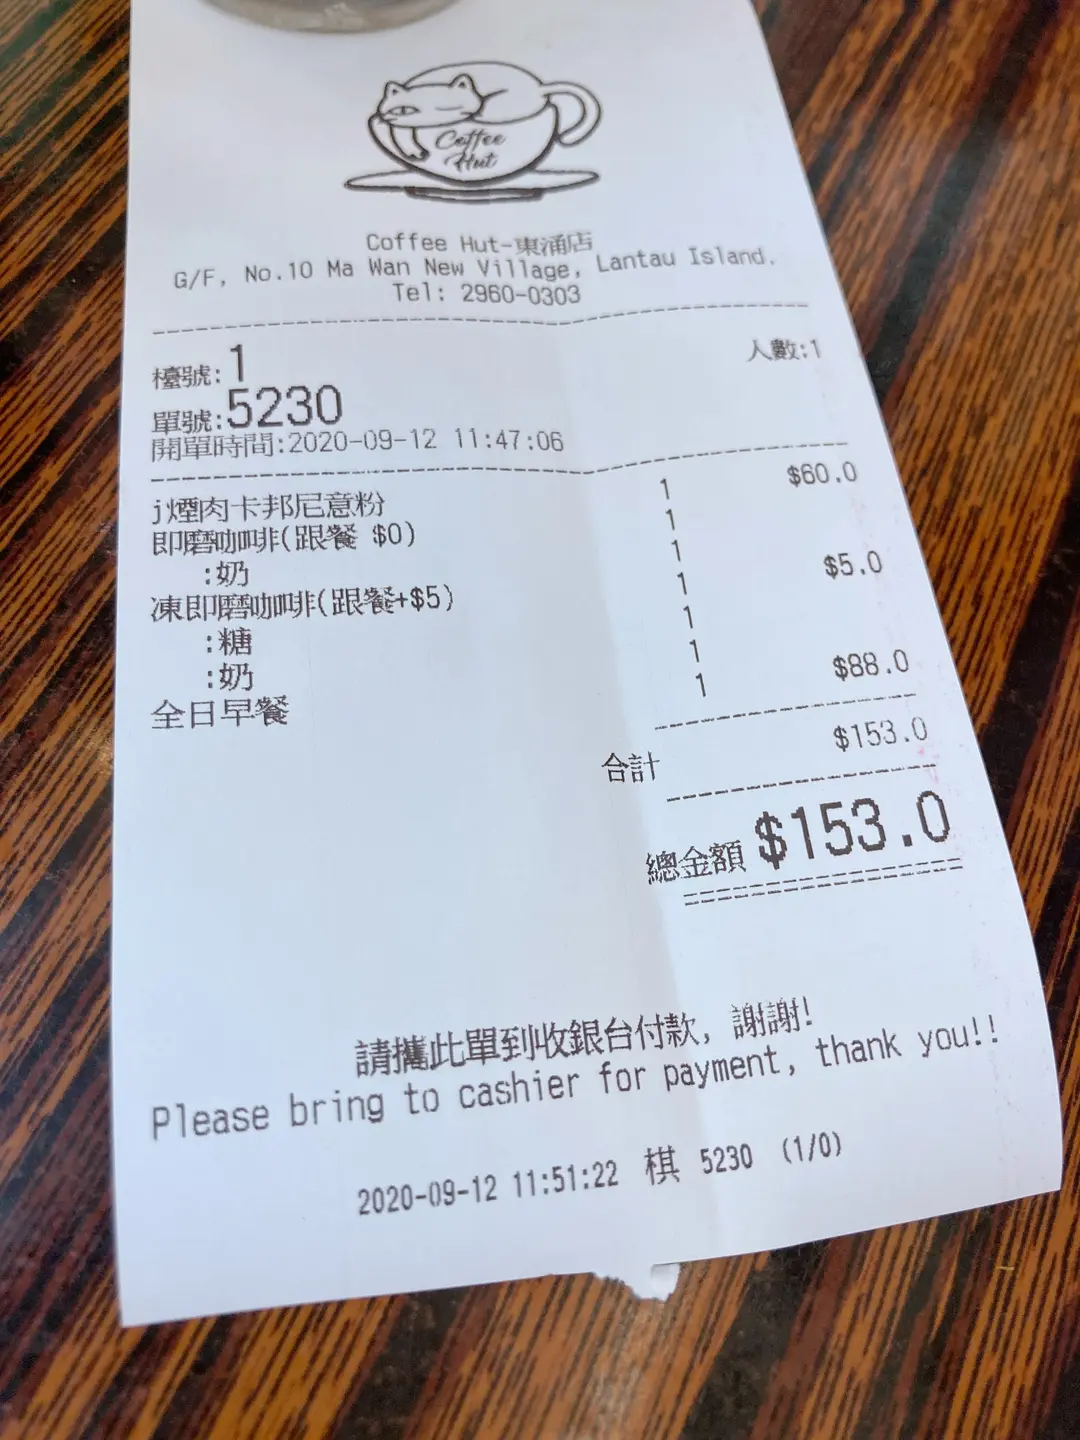 Coffee
Hut
Coffee Hut-東涌店
G/F, No.10 Ma Wan New Village, Lantau Island.
Tel: 2960-0303
檯號:1 人數:1
單號:5230
開單時間:2020-09-12 11:47:06
j煙肉卡邦尼意粉 1 $60.0
即磨咖啡(跟餐 $0) 1
:奶 1
凍即磨咖啡(跟餐+$5) 1 $5.0
:糖 1
:奶 1
全日早餐 1 $88.0
合計 $153.0
總金額 $153.0
請攜此單到收銀台付款, 謝謝!
Please bring to cashier for payment, thank you!!
2020-09-12 11:51:22 棋 5230 (1/0)